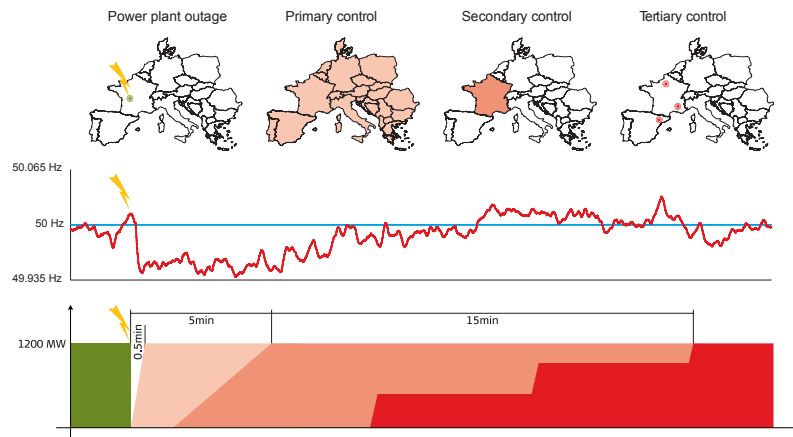 Power plant outage
Primary control
Secondary control
Tertiary control
50.065 Hz
50 Hz
49.935 Hz
5min
15min
0.5min
1200 MW